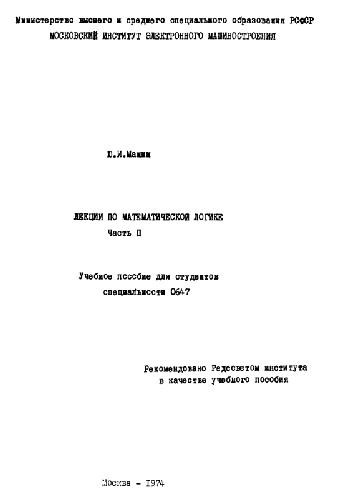 Министерство высшего и среднего специального образования РСФСР
МОСКОВСКИЙ ИНСТИТУТ ЭЛЕКТРОННОГО МАШИНОСТРОЕНИЯ
ЛЕКЦИИ ПО МАТЕМАТИЧЕСКОЙ ЛОГИКЕ
Часть II
Учебное пособие для студентов
специальности 0647
Рекомендовано Редсоветом института
в качестве учебного пособия
Москва - 1974